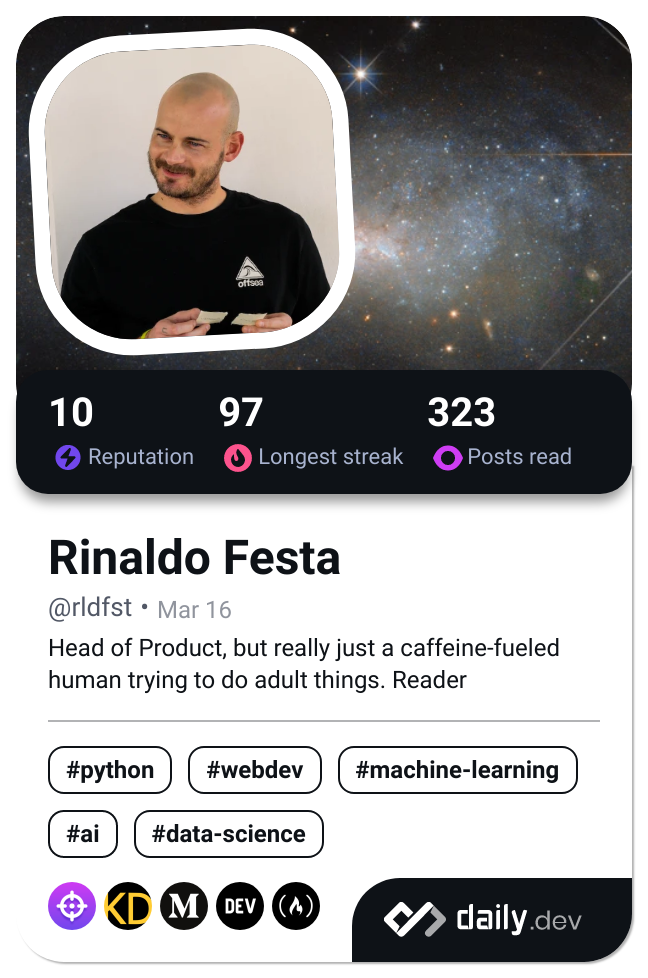 offsea
10 97 323
Reputation Longest streak Posts read
Rinaldo Festa
@rldfst • Mar 16
Head of Product, but really just a caffeine-fueled
human trying to do adult things. Reader
#python #webdev #machine-learning
#ai #data-science
KD M DEV
daily.dev